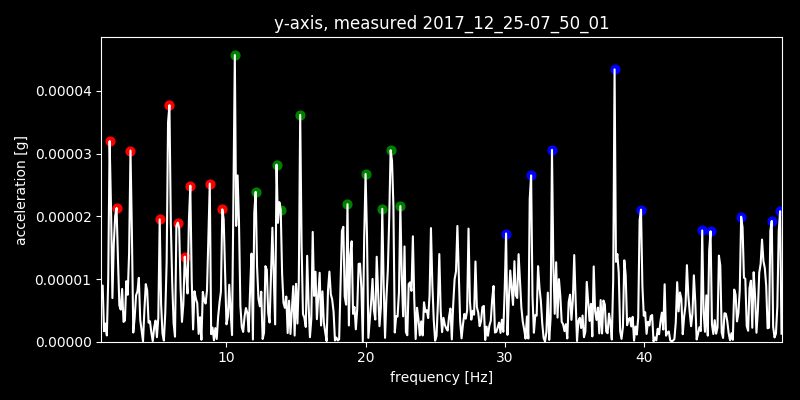 y-axis, measured 2017_12_25-07_50_01
acceleration [g]
0.00004
0.00003
0.00002
0.00001
0.00000
10 20 30 40
frequency [Hz]